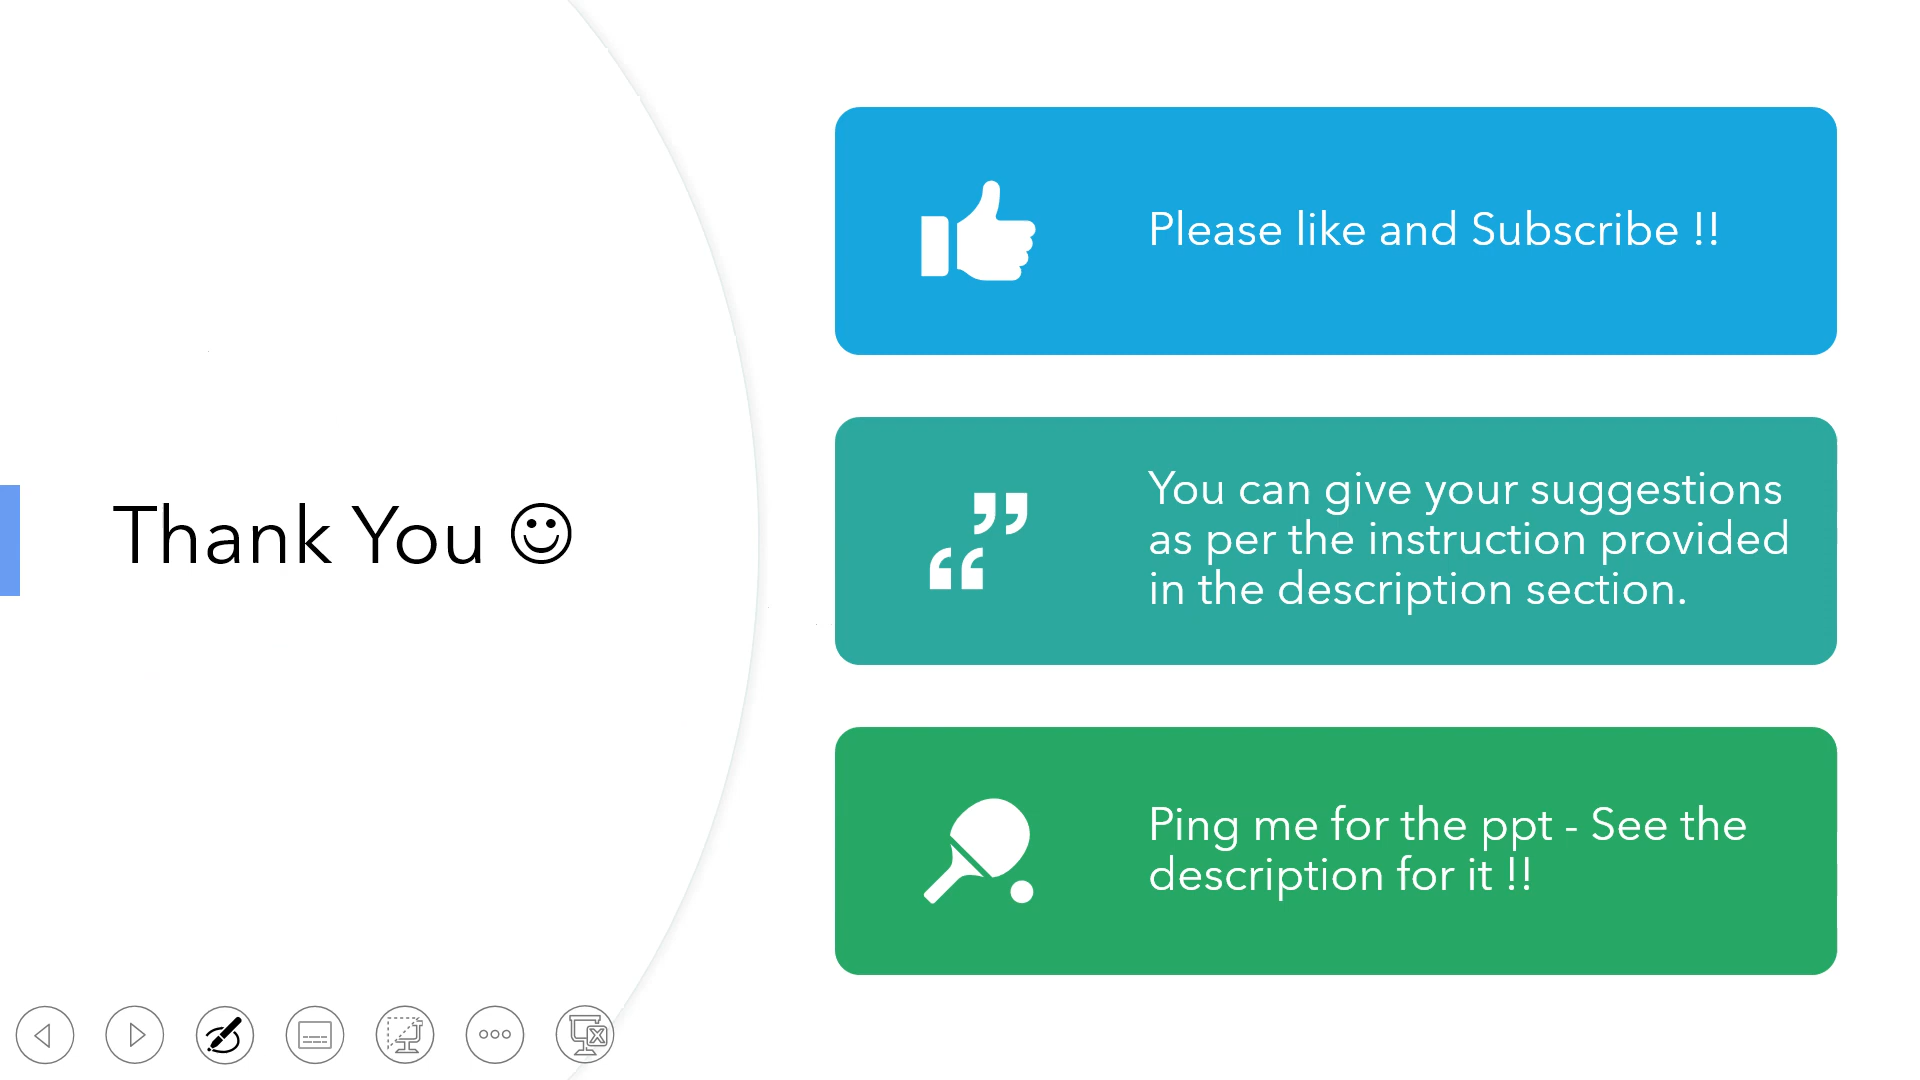 Thank You ☺
Please like and Subscribe !!
You can give your suggestions
as per the instruction provided
in the description section.
Ping me for the ppt - See the
description for it !!